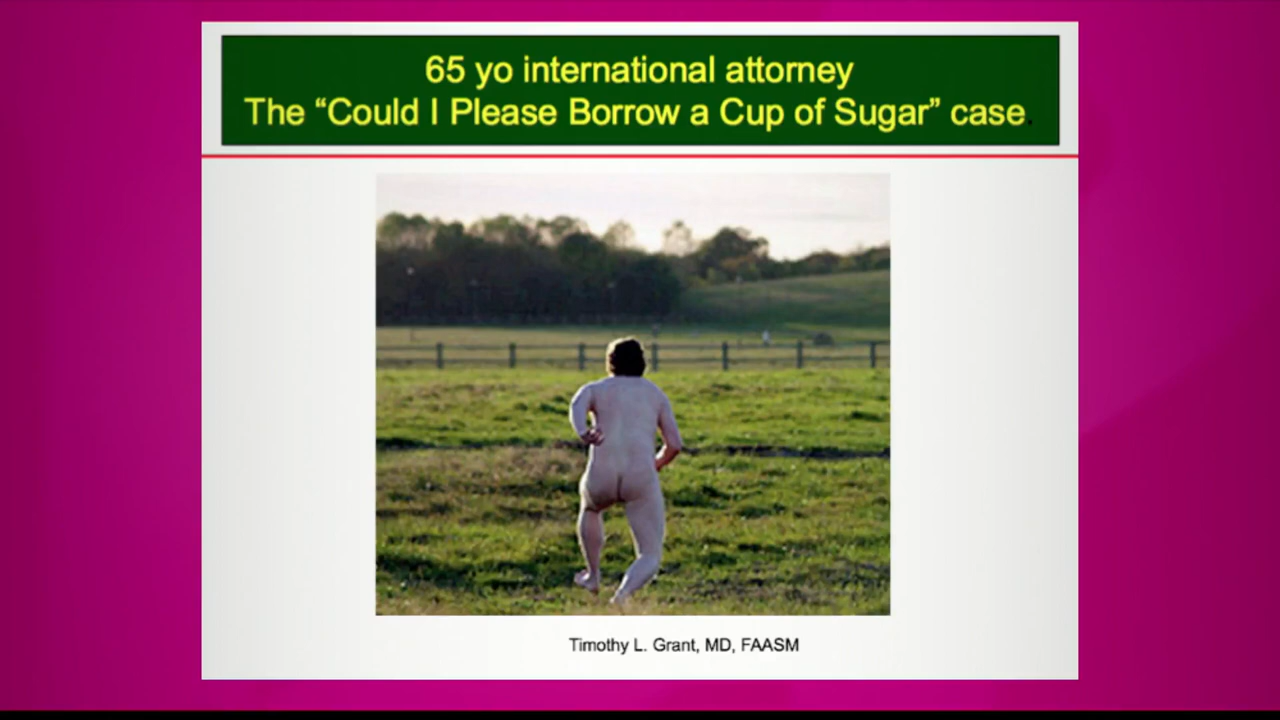 65 yo international attorney
The “Could I Please Borrow a Cup of Sugar” case.
Timothy L. Grant, MD, FAASM